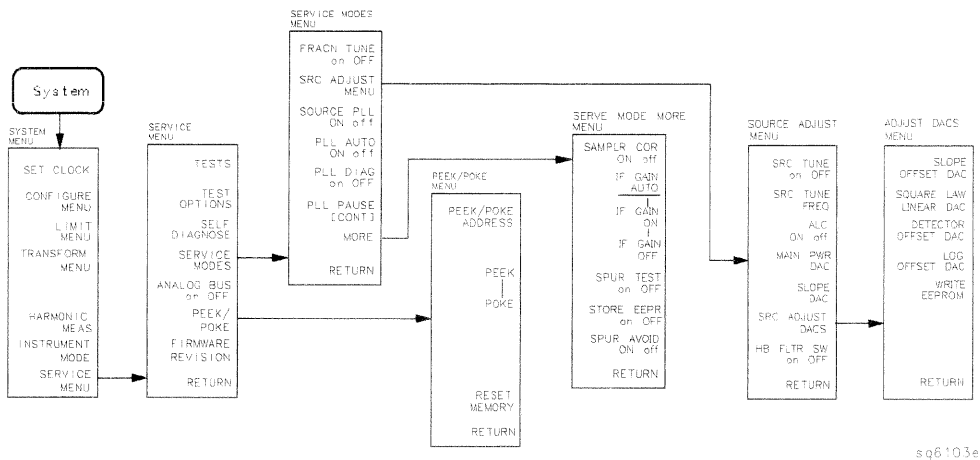 System
SYSTEM
MENU
SET CLOCK
CONFIGURE
MENU
LIMIT
MENU
TRANSFORM
MENU
HARMONIC
MEAS
INSTRUMENT
MODE
SERVICE
MENU
SERVICE
MENU
TESTS
TEST
OPTIONS
SELF
DIAGNOSE
SERVICE
MODES
ANALOG BUS
on OFF
PEEK/
POKE
FIRMWARE
REVISION
RETURN
SERVICE MODES
MENU
FRACN TUNE
on OFF
SRC ADJUST
MENU
SOURCE PLL
ON off
PLL AUTO
ON off
PLL DIAG
on OFF
PLL PAUSE
[CONT]
MORE
RETURN
PEEK/POKE
MENU
PEEK/POKE
ADDRESS
PEEK
POKE
RESET
MEMORY
RETURN
SERVE MODE MORE
MENU
SAMPLR COR
ON off
IF GAIN
AUTO
IF GAIN
ON
IF GAIN
OFF
SPUR TEST
on OFF
STORE EEPR
on OFF
SPUR AVOID
ON off
RETURN
SOURCE ADJUST
MENU
SRC TUNE
on OFF
SRC TUNE
FREQ
ALC
ON off
MAIN PWR
DAC
SLOPE
DAC
SRC ADJUST
DACS
HB FLTR SW
on OFF
RETURN
ADJUST DACS
MENU
SLOPE
OFFSET DAC
SQUARE LAW
LINEAR DAC
DETECTOR
OFFSET DAC
LOG
OFFSET DAC
WRITE
EEPROM
RETURN
sq6103e